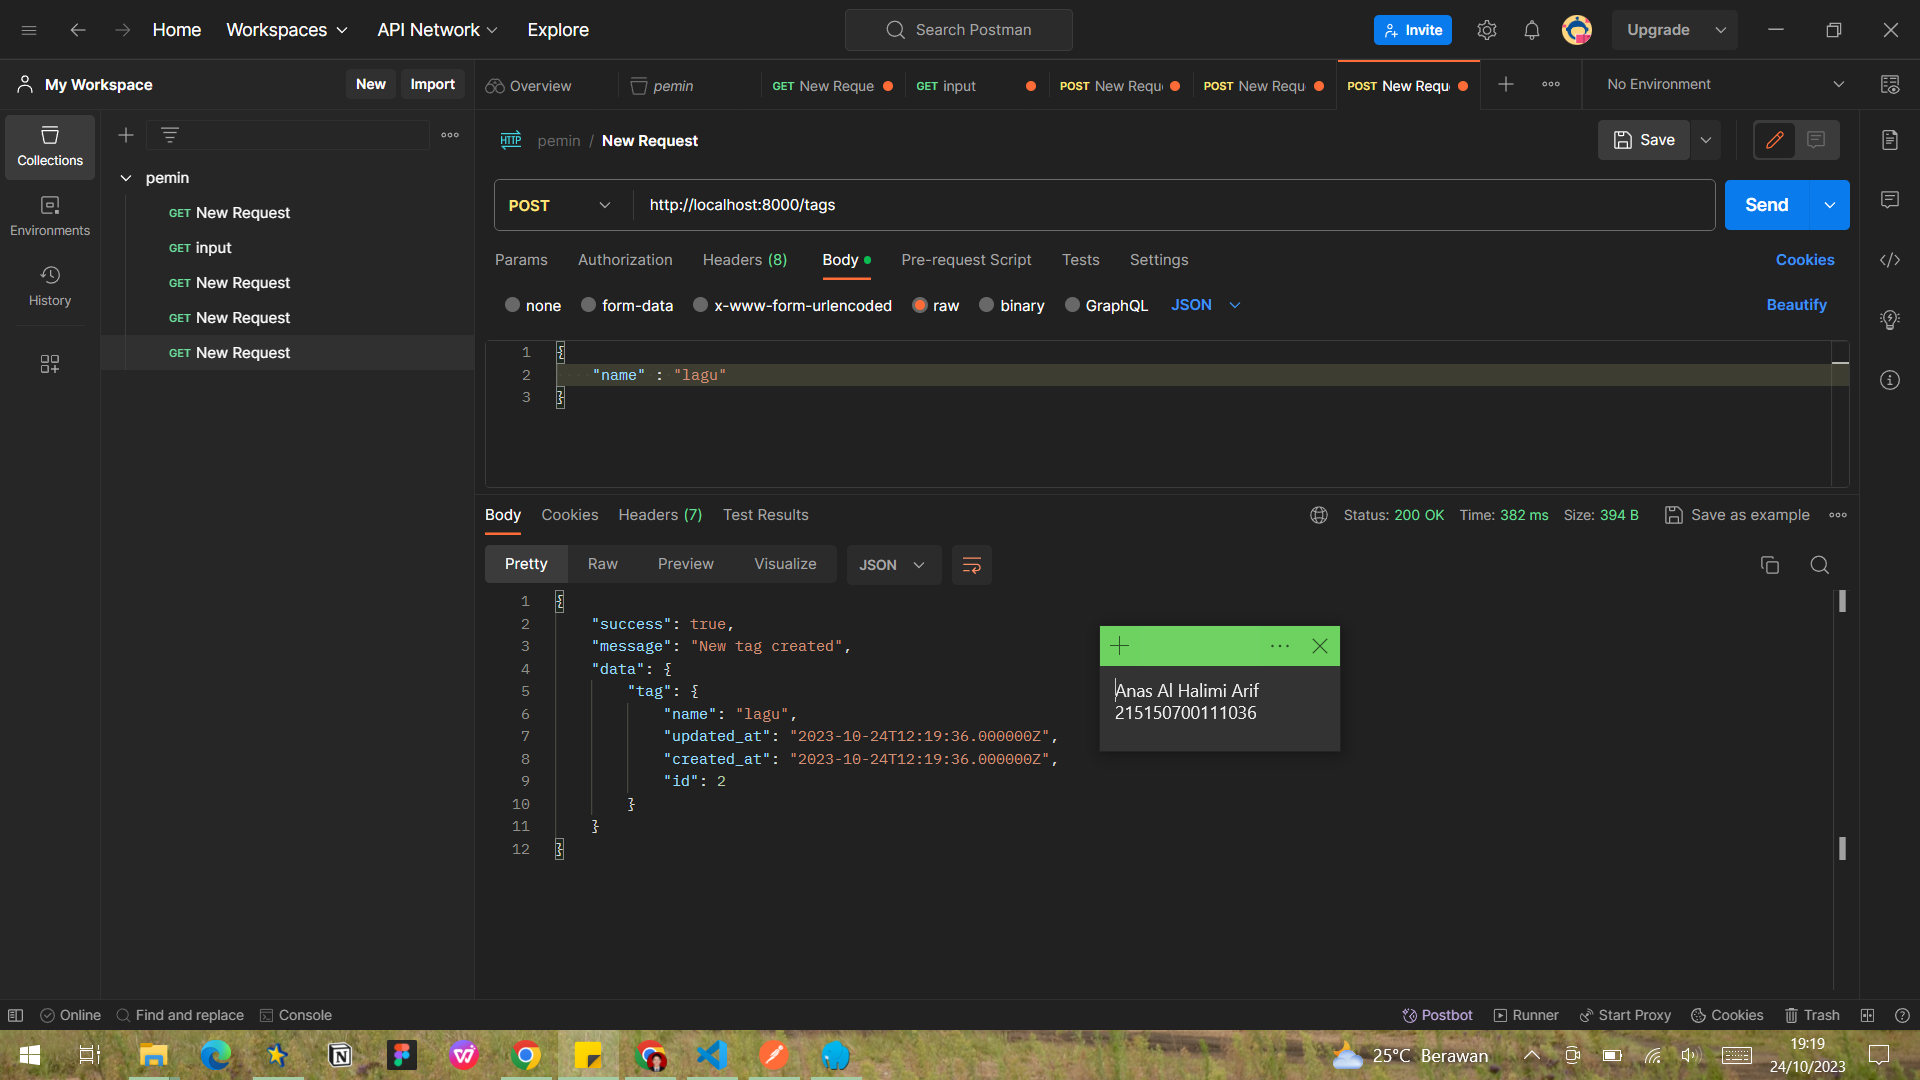 Home
Workspaces
API Network
Explore
Search Postman
Invite
Upgrade
My Workspace
New
Import
Overview
pemin
GET New Reque
GET input
POST New Requ
POST New Requ
POST New Requ
No Environment
Collections
Environments
History
pemin
GET New Request
GET input
GET New Request
GET New Request
GET New Request
HTTP
pemin / New Request
Save
POST
http://localhost:8000/tags
Send
Params
Authorization
Headers (8)
Body
Pre-request Script
Tests
Settings
Cookies
none
form-data
x-www-form-urlencoded
raw
binary
GraphQL
JSON
Beautify
1 {
2 "name" : "lagu"
3 }
Body
Cookies
Headers (7)
Test Results
Status: 200 OK
Time: 382 ms
Size: 394 B
Save as example
Pretty
Raw
Preview
Visualize
JSON
1 {
2 "success": true,
3 "message": "New tag created",
4 "data": {
5 "tag": {
6 "name": "lagu",
7 "updated_at": "2023-10-24T12:19:36.000000Z",
8 "created_at": "2023-10-24T12:19:36.000000Z",
9 "id": 2
10 }
11 }
12 }
Anas Al Halimi Arif
215150700111036
Online
Find and replace
Console
Postbot
Runner
Start Proxy
Cookies
Trash
25°C Berawan
19:19
24/10/2023